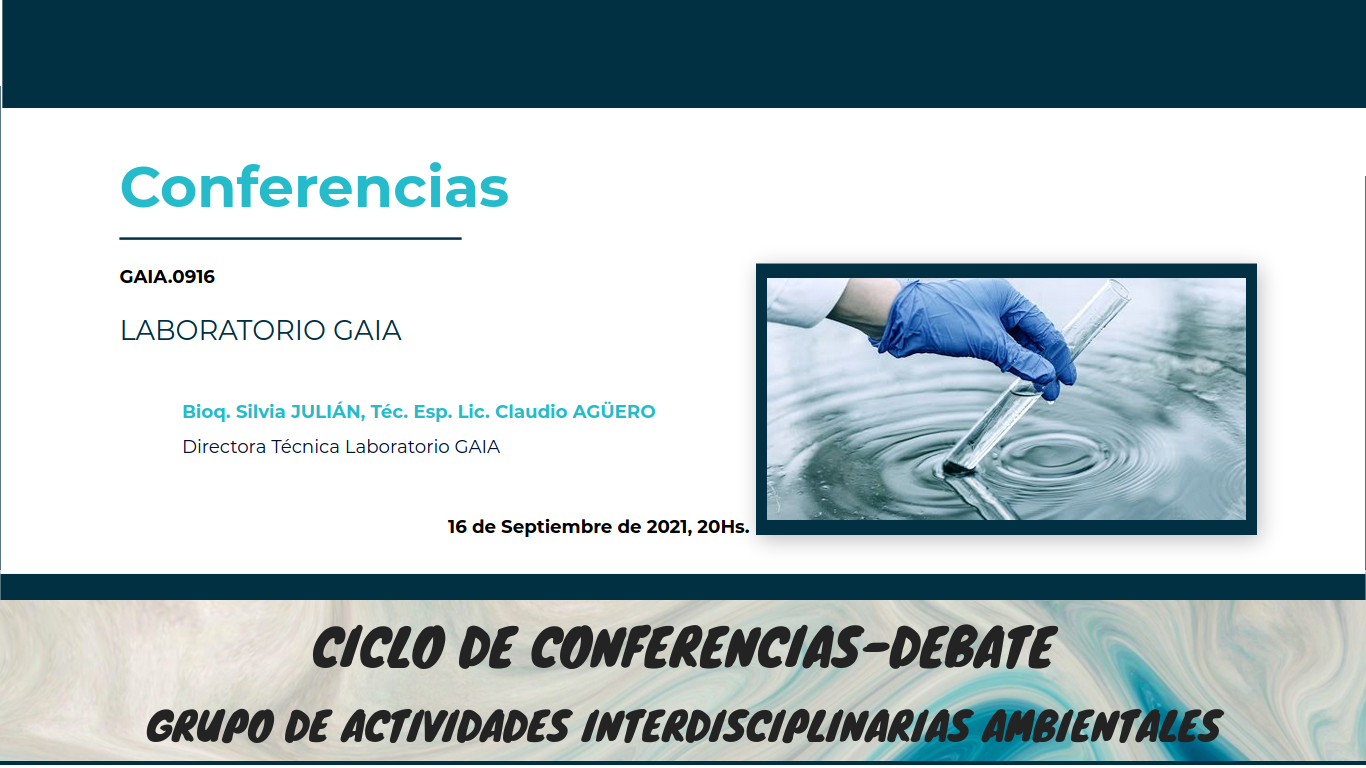 Conferencias
GAIA.0916
LABORATORIO GAIA
Bioq. Silvia JULIÁN, Téc. Esp. Lic. Claudio AGÜERO
Directora Técnica Laboratorio GAIA
16 de Septiembre de 2021, 20Hs.
CICLO DE CONFERENCIAS-DEBATE
GRUPO DE ACTIVIDADES INTERDISCIPLINARIAS AMBIENTALES